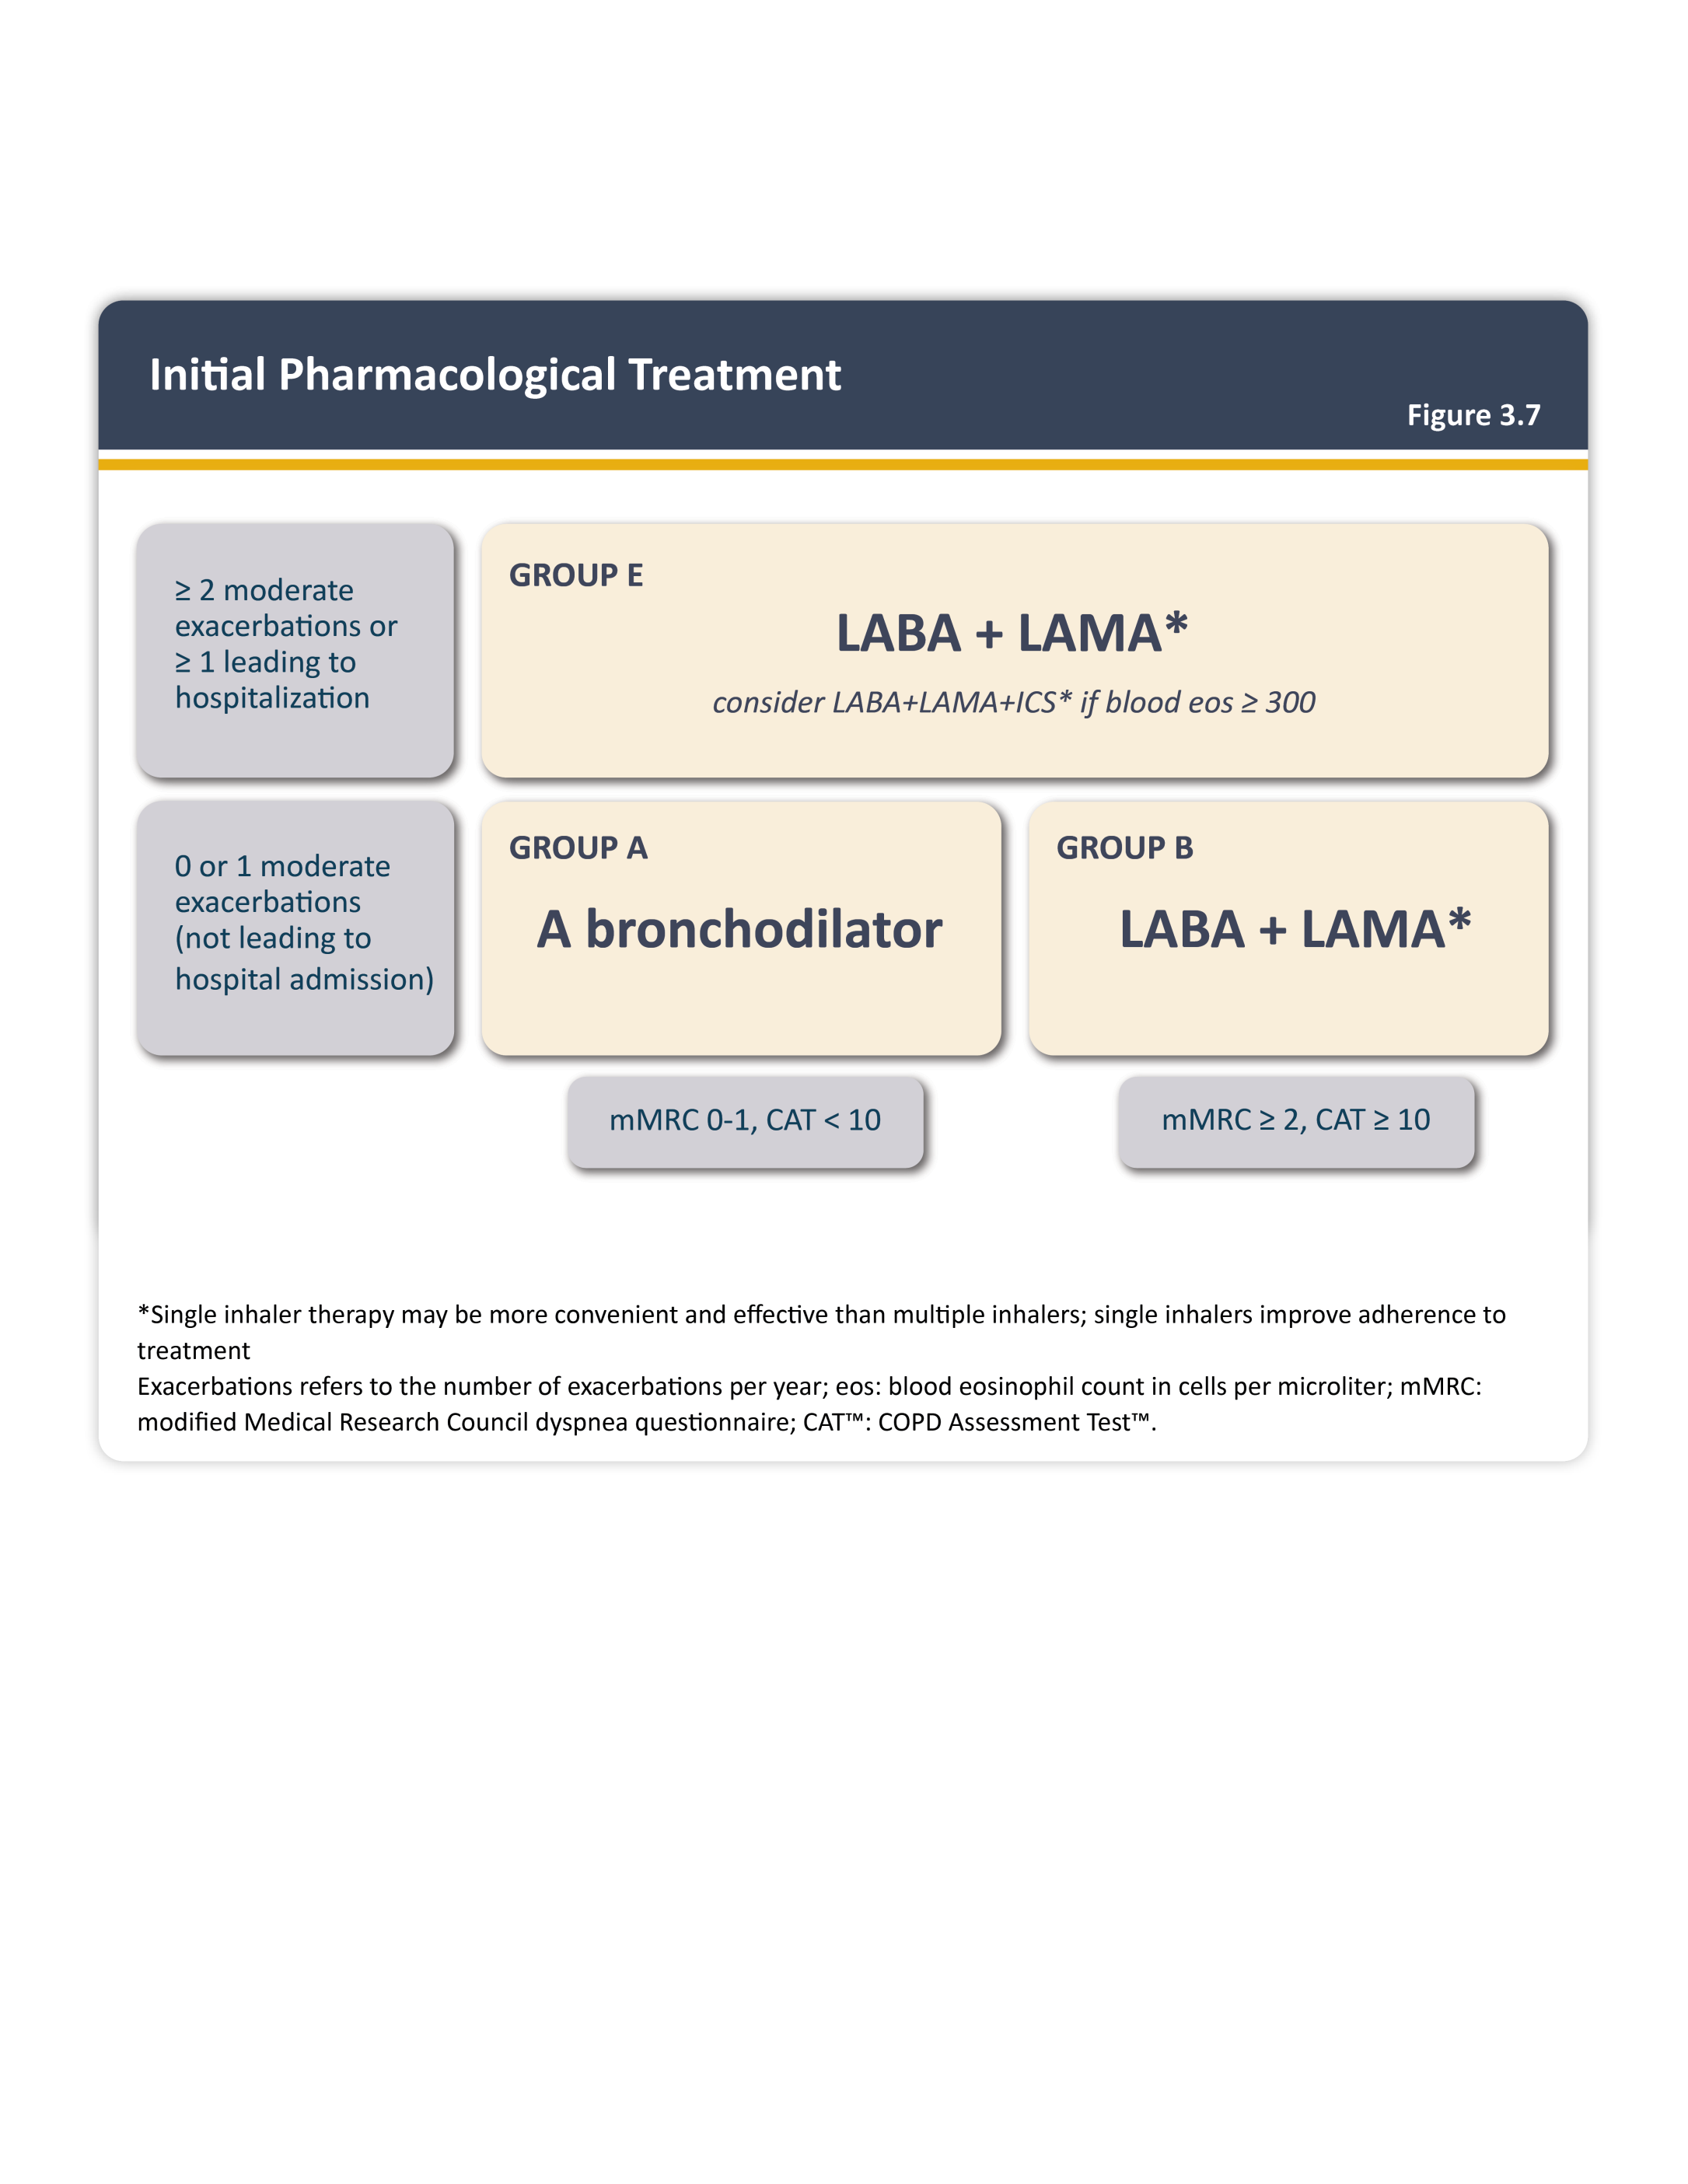 Initial Pharmacological Treatment
Figure 3.7
≥ 2 moderate
exacerbations or
≥ 1 leading to
hospitalization
GROUP E
LABA + LAMA*
consider LABA+LAMA+ICS* if blood eos ≥ 300
0 or 1 moderate
exacerbations
(not leading to
hospital admission)
GROUP A
A bronchodilator
GROUP B
LABA + LAMA*
mMRC 0-1, CAT < 10
mMRC ≥ 2, CAT ≥ 10
*Single inhaler therapy may be more convenient and effective than multiple inhalers; single inhalers improve adherence to
treatment
Exacerbations refers to the number of exacerbations per year; eos: blood eosinophil count in cells per microliter; mMRC:
modified Medical Research Council dyspnea questionnaire; CAT™: COPD Assessment Test™.